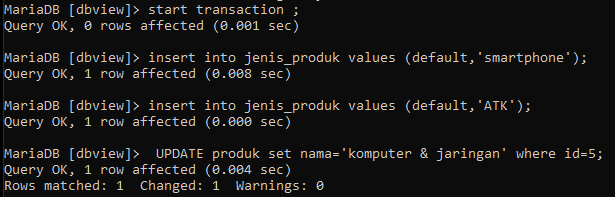 MariaDB [dbview]> start transaction ;
Query OK, 0 rows affected (0.001 sec)
MariaDB [dbview]> insert into jenis_produk values (default,'smartphone');
Query OK, 1 row affected (0.008 sec)
MariaDB [dbview]> insert into jenis_produk values (default,'ATK');
Query OK, 1 row affected (0.000 sec)
MariaDB [dbview]>  UPDATE produk set nama='komputer & jaringan' where id=5;
Query OK, 1 row affected (0.004 sec)
Rows matched: 1  Changed: 1  Warnings: 0